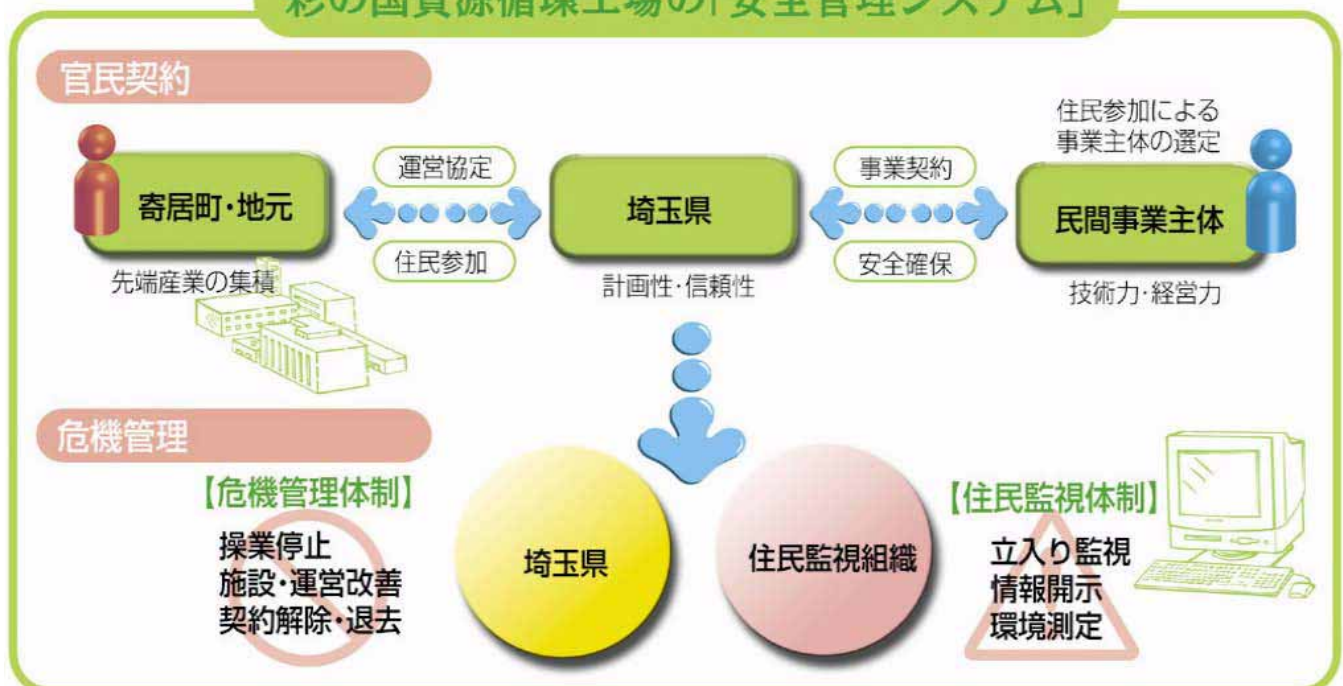 彩の国資源循環工場の「安全管理システム」
官民契約
住民参加による
事業主体の選定
寄居町・地元
運営協定
住民参加
埼玉県
事業契約
安全確保
民間事業主体
先端産業の集積
計画性・信頼性
技術力・経営力
危機管理
【危機管理体制】
操業停止
施設・運営改善
契約解除・退去
埼玉県
住民監視組織
【住民監視体制】
立入り監視
情報開示
環境測定